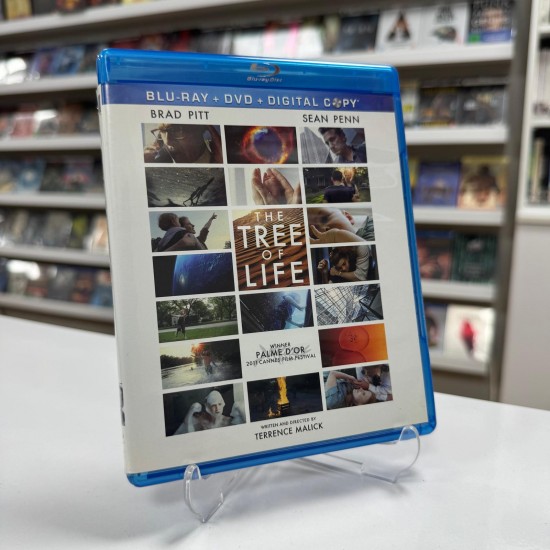 Blu-ray Disc
BLU-RAY + DVD + DIGITAL COPY
BRAD PITT
SEAN PENN
THE
TREE
OF
LIFE
WINNER
PALME D'OR
2011 CANNES FILM FESTIVAL
WRITTEN AND DIRECTED BY
TERRENCE MALICK